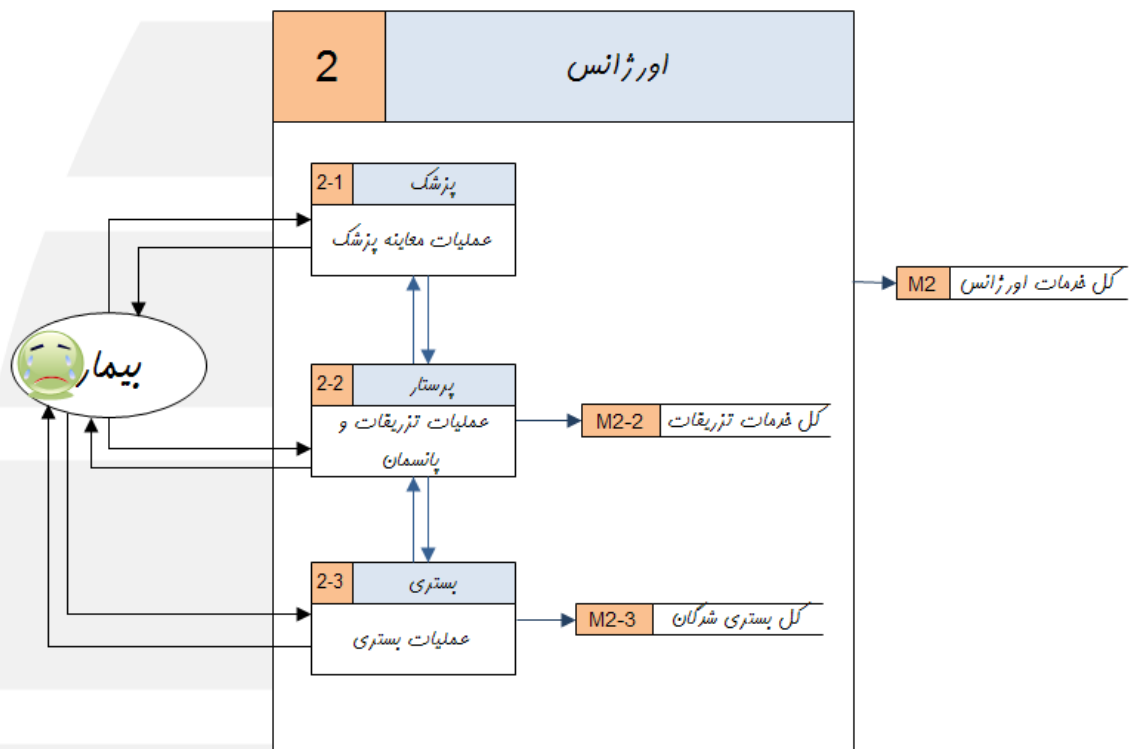 2
اورژانس
2-1
پزشک
عملیات معاینه پزشک
M2
کل خدمات اورژانس
بیمار
2-2
پرستار
عملیات تزریقات و
پانسمان
M2-2
کل خدمات تزریقات
2-3
بستری
عملیات بستری
M2-3
کل بستری شدگان